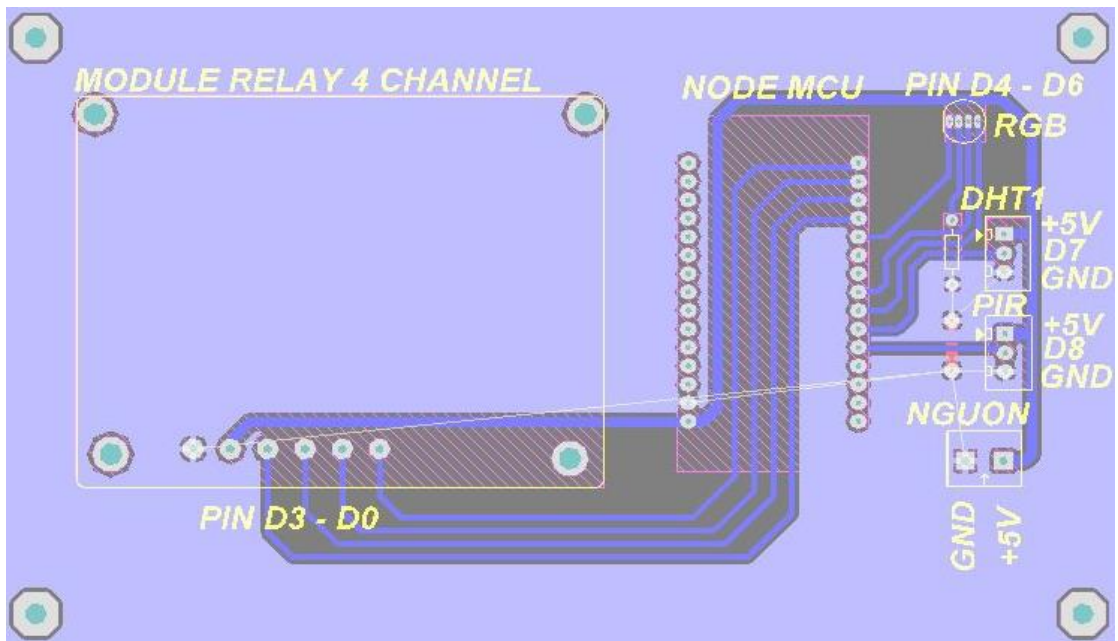 MODULE RELAY 4 CHANNEL
NODE MCU
PIN D4 - D6
RGB
DHT1
+5V
D7
GND
PIR
+5V
D8
GND
NGUON
GND
+5V
PIN D3 - D0